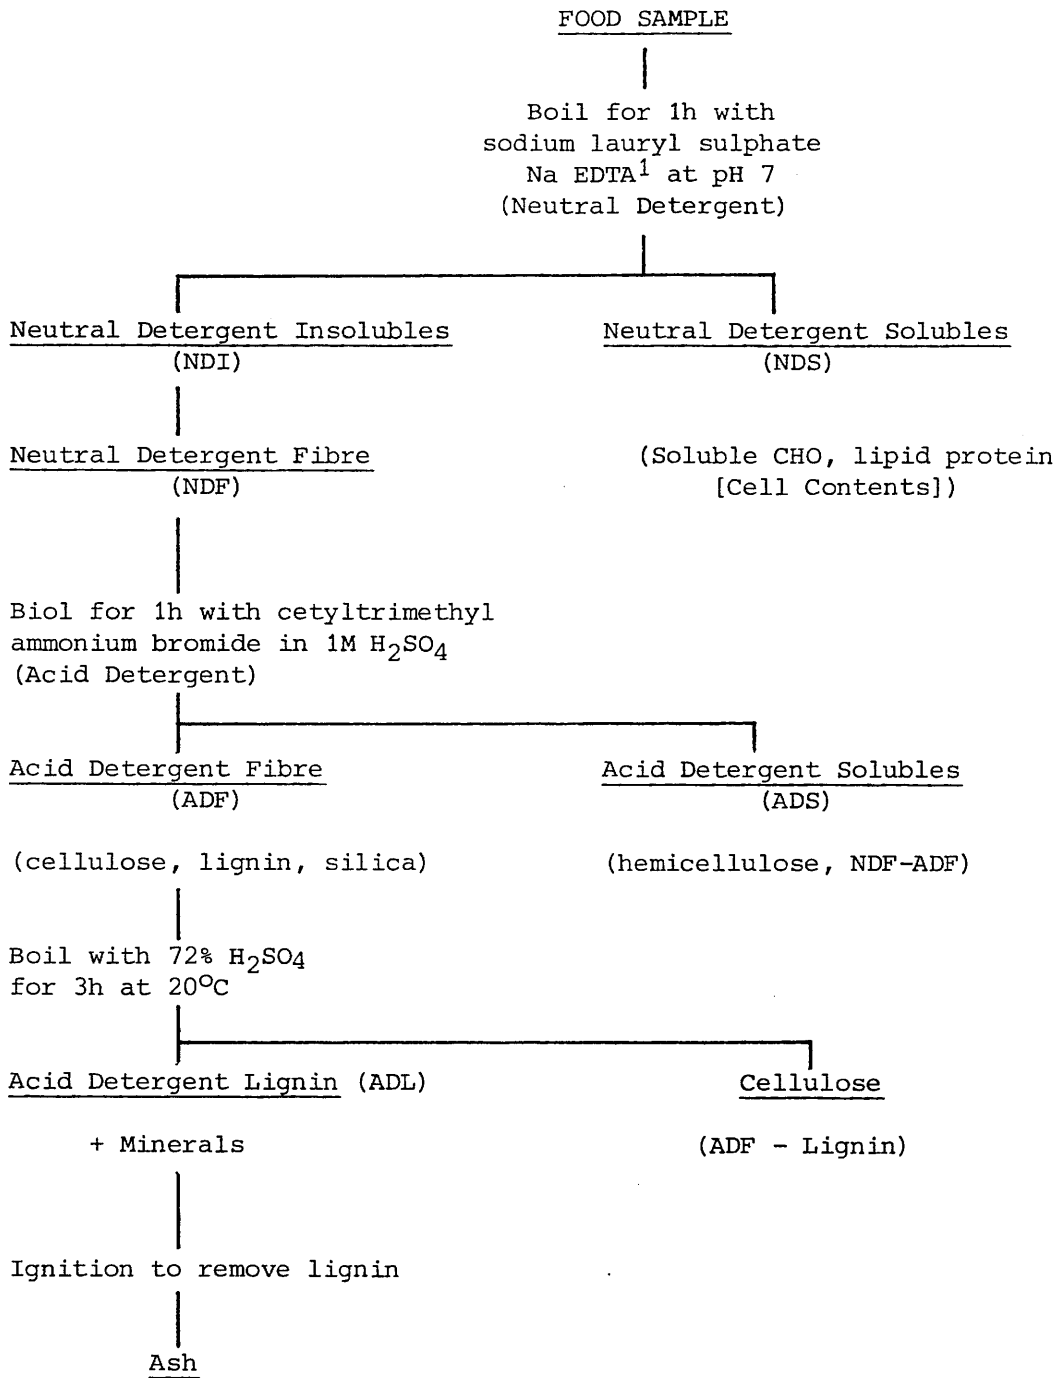 FOOD SAMPLE
Boil for 1h with
sodium lauryl sulphate
Na EDTA¹ at pH 7
(Neutral Detergent)
Neutral Detergent Insolubles
(NDI)
Neutral Detergent Solubles
(NDS)
Neutral Detergent Fibre
(NDF)
(Soluble CHO, lipid protein
[Cell Contents])
Biol for 1h with cetyltrimethyl
ammonium bromide in 1M H₂SO₄
(Acid Detergent)
Acid Detergent Fibre
(ADF)
Acid Detergent Solubles
(ADS)
(cellulose, lignin, silica)
(hemicellulose, NDF-ADF)
Boil with 72% H₂SO₄
for 3h at 20°C
Acid Detergent Lignin (ADL)
Cellulose
+ Minerals
(ADF - Lignin)
Ignition to remove lignin
Ash